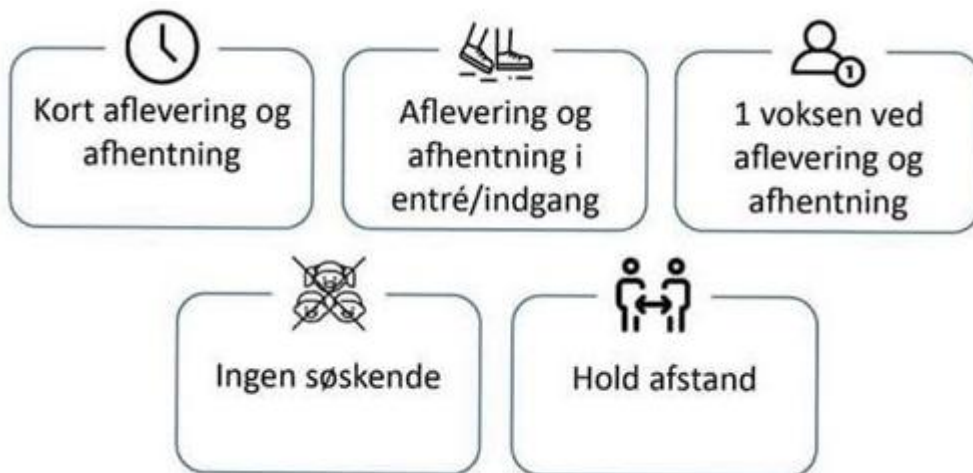 Kort aflevering og
afhentning
Aflevering og
afhentning i
entré/indgang
1
1 voksen ved
aflevering og
afhentning
Ingen søskende
Hold afstand